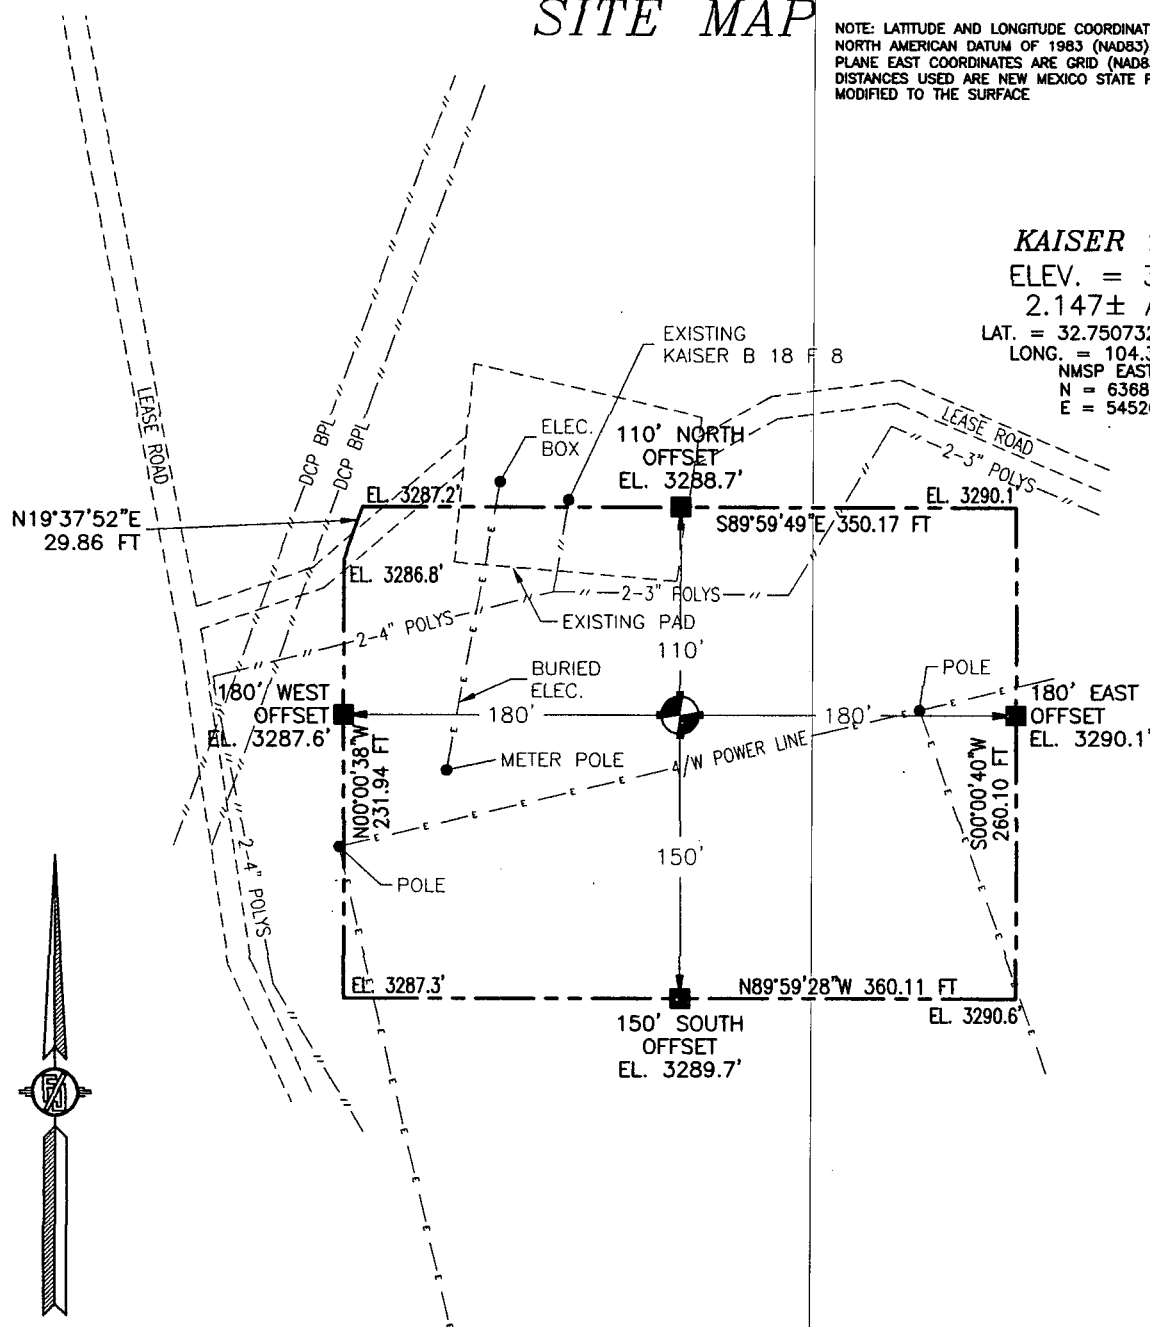 SITE MAP
NOTE: LATITUDE AND LONGITUDE COORDINAT
NORTH AMERICAN DATUM OF 1983 (NAD83)
PLANE EAST COORDINATES ARE GRID (NAD8
DISTANCES USED ARE NEW MEXICO STATE P
MODIFIED TO THE SURFACE
KAISER
ELEV. = 3
2.147±
LAT. = 32.750732
LONG. = 104.3
NMSP EAST
N = 6368
E = 5452
EXISTING
KAISER B 18 F 8
LEASE ROAD
DCP BPL
DCP BPL
ELEC.
BOX
110' NORTH
OFFSET
EL. 3288.7'
LEASE ROAD
2-3" POLYS
EL. 3287.2'
EL. 3290.1
N19°37'52"E
29.86 FT
S89°59'49"E 350.17 FT
EL. 3286.8'
2-4" POLYS
2-3" POLYS
EXISTING PAD
110'
BURIED
ELEC.
POLE
180' WEST
OFFSET
EL. 3287.6'
180'
180'
180' EAST
OFFSET
EL. 3290.1'
N00°00'38"W
231.94 FT
METER POLE
4/W POWER LINE
S00°00'40"W
260.10 FT
150'
POLE
2-4" POLYS
EL. 3287.3'
N89°59'28"W 360.11 FT
EL. 3290.6'
150' SOUTH
OFFSET
EL. 3289.7'